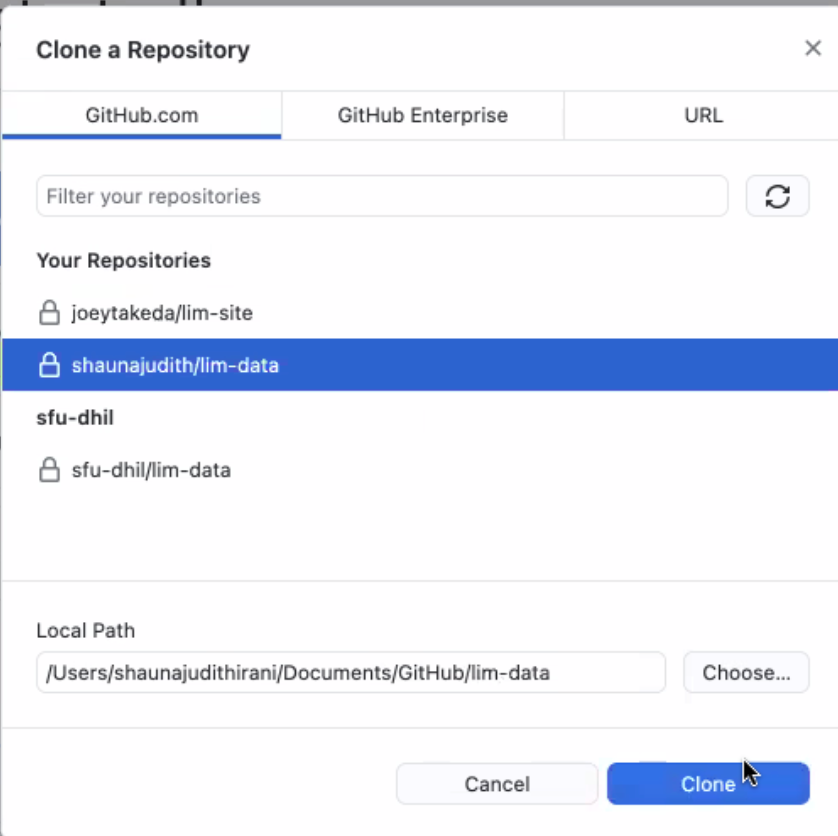 Clone a Repository
GitHub.com GitHub Enterprise URL
Filter your repositories
Your Repositories
joeytakeda/lim-site
shaunajudith/lim-data
sfu-dhil
sfu-dhil/lim-data
Local Path
/Users/shaunajudithirani/Documents/GitHub/lim-data Choose...
Cancel Clone